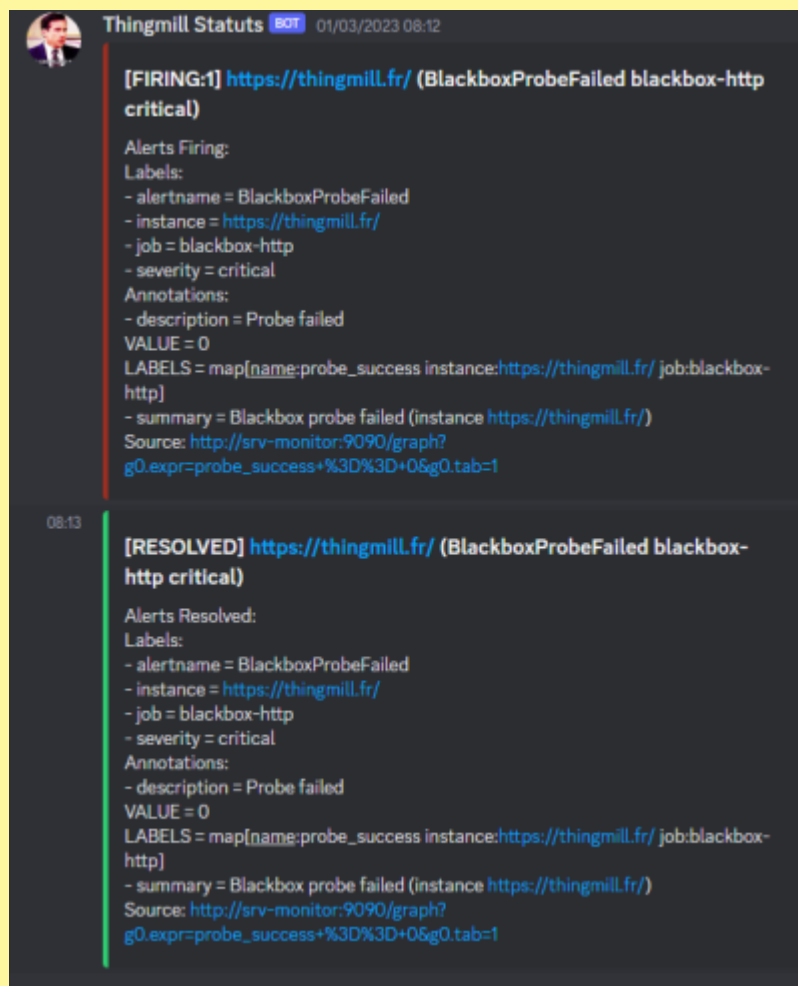 Thingmill Statuts BOT 01/03/2023 08:12
[FIRING:1] https://thingmill.fr/ (BlackboxProbeFailed blackbox-http
critical)
Alerts Firing:
Labels:
- alertname = BlackboxProbeFailed
- instance = https://thingmill.fr/
- job = blackbox-http
- severity = critical
Annotations:
- description = Probe failed
VALUE = 0
LABELS = map[name:probe_success instance:https://thingmill.fr/ job:blackbox-
http]
- summary = Blackbox probe failed (instance https://thingmill.fr/)
Source: http://srv-monitor:9090/graph?
g0.expr=probe_success+%3D%3D+0&g0.tab=1
08:13
[RESOLVED] https://thingmill.fr/ (BlackboxProbeFailed blackbox-
http critical)
Alerts Resolved:
Labels:
- alertname = BlackboxProbeFailed
- instance = https://thingmill.fr/
- job = blackbox-http
- severity = critical
Annotations:
- description = Probe failed
VALUE = 0
LABELS = map[name:probe_success instance:https://thingmill.fr/ job:blackbox-
http]
- summary = Blackbox probe failed (instance https://thingmill.fr/)
Source: http://srv-monitor:9090/graph?
g0.expr=probe_success+%3D%3D+0&g0.tab=1